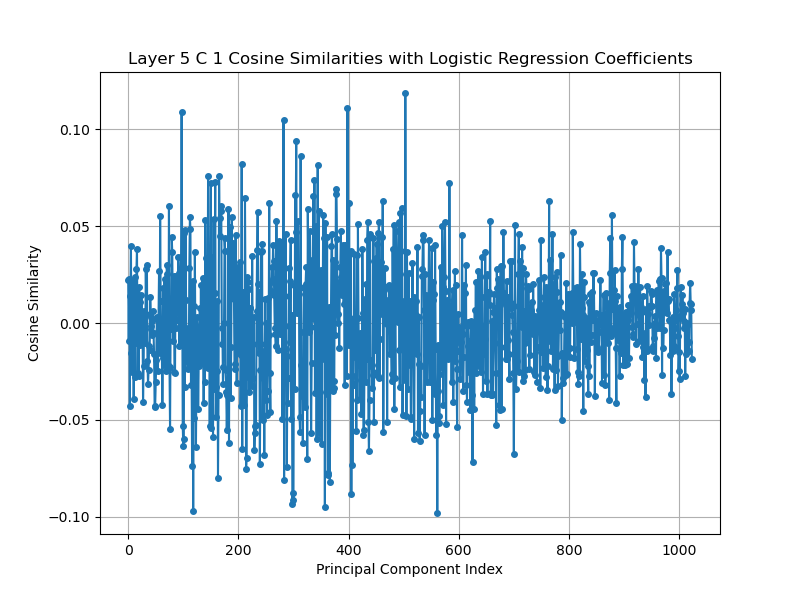 Layer 5 C 1 Cosine Similarities with Logistic Regression Coefficients
0.10
0.05
0.00
−0.05
−0.10
Cosine Similarity
0 200 400 600 800 1000
Principal Component Index